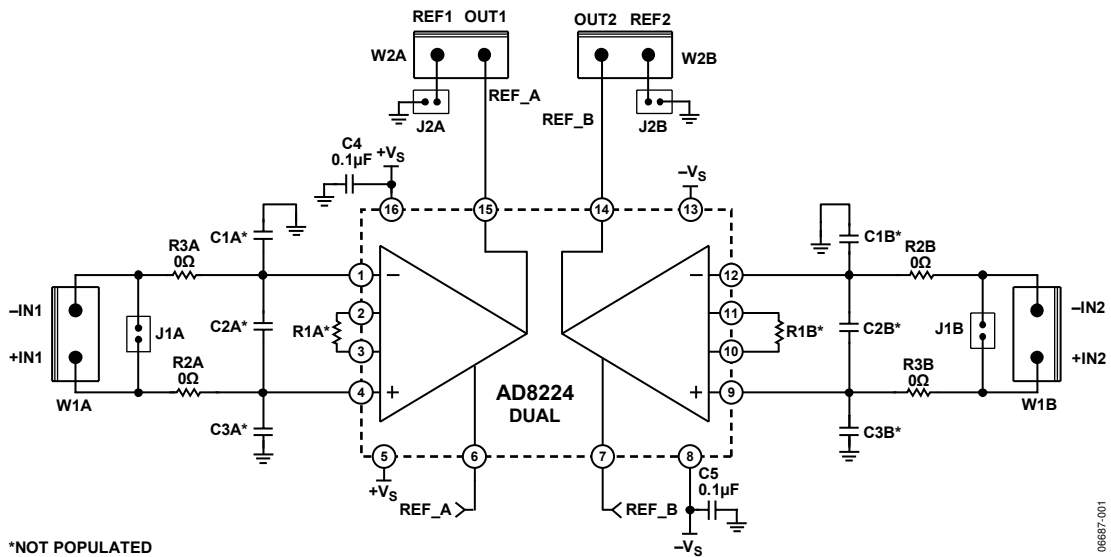 REF1 OUT1
OUT2 REF2
W2A
W2B
REF_A
J2A
REF_B
J2B
C4
0.1µF
+VS
–VS
16
15
14
13
C1A*
C1B*
R3A
0Ω
R2B
0Ω
1
–
–
12
–IN1
–IN2
2
11
J1A
C2A*
R1A*
R1B*
C2B*
J1B
3
10
+IN1
+IN2
R2A
0Ω
R3B
0Ω
4
+
AD8224
DUAL
+
9
W1A
W1B
C3A*
C3B*
5
6
7
8
C5
0.1µF
+VS
REF_A
REF_B
–VS
*NOT POPULATED
06687-001